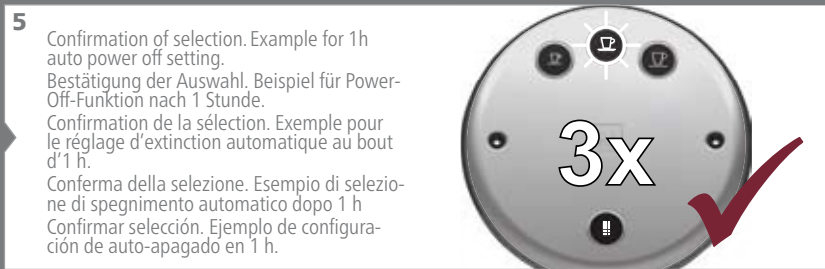 5
Confirmation of selection. Example for 1h
auto power off setting.
Bestätigung der Auswahl. Beispiel für Power-
Off-Funktion nach 1 Stunde.
Confirmation de la sélection. Exemple pour
le réglage d'extinction automatique au bout
d'1 h.
Conferma della selezione. Esempio di selezio-
ne di spegnimento automatico dopo 1 h
Confirmar selección. Ejemplo de configura-
ción de auto-apagado en 1 h.
3x